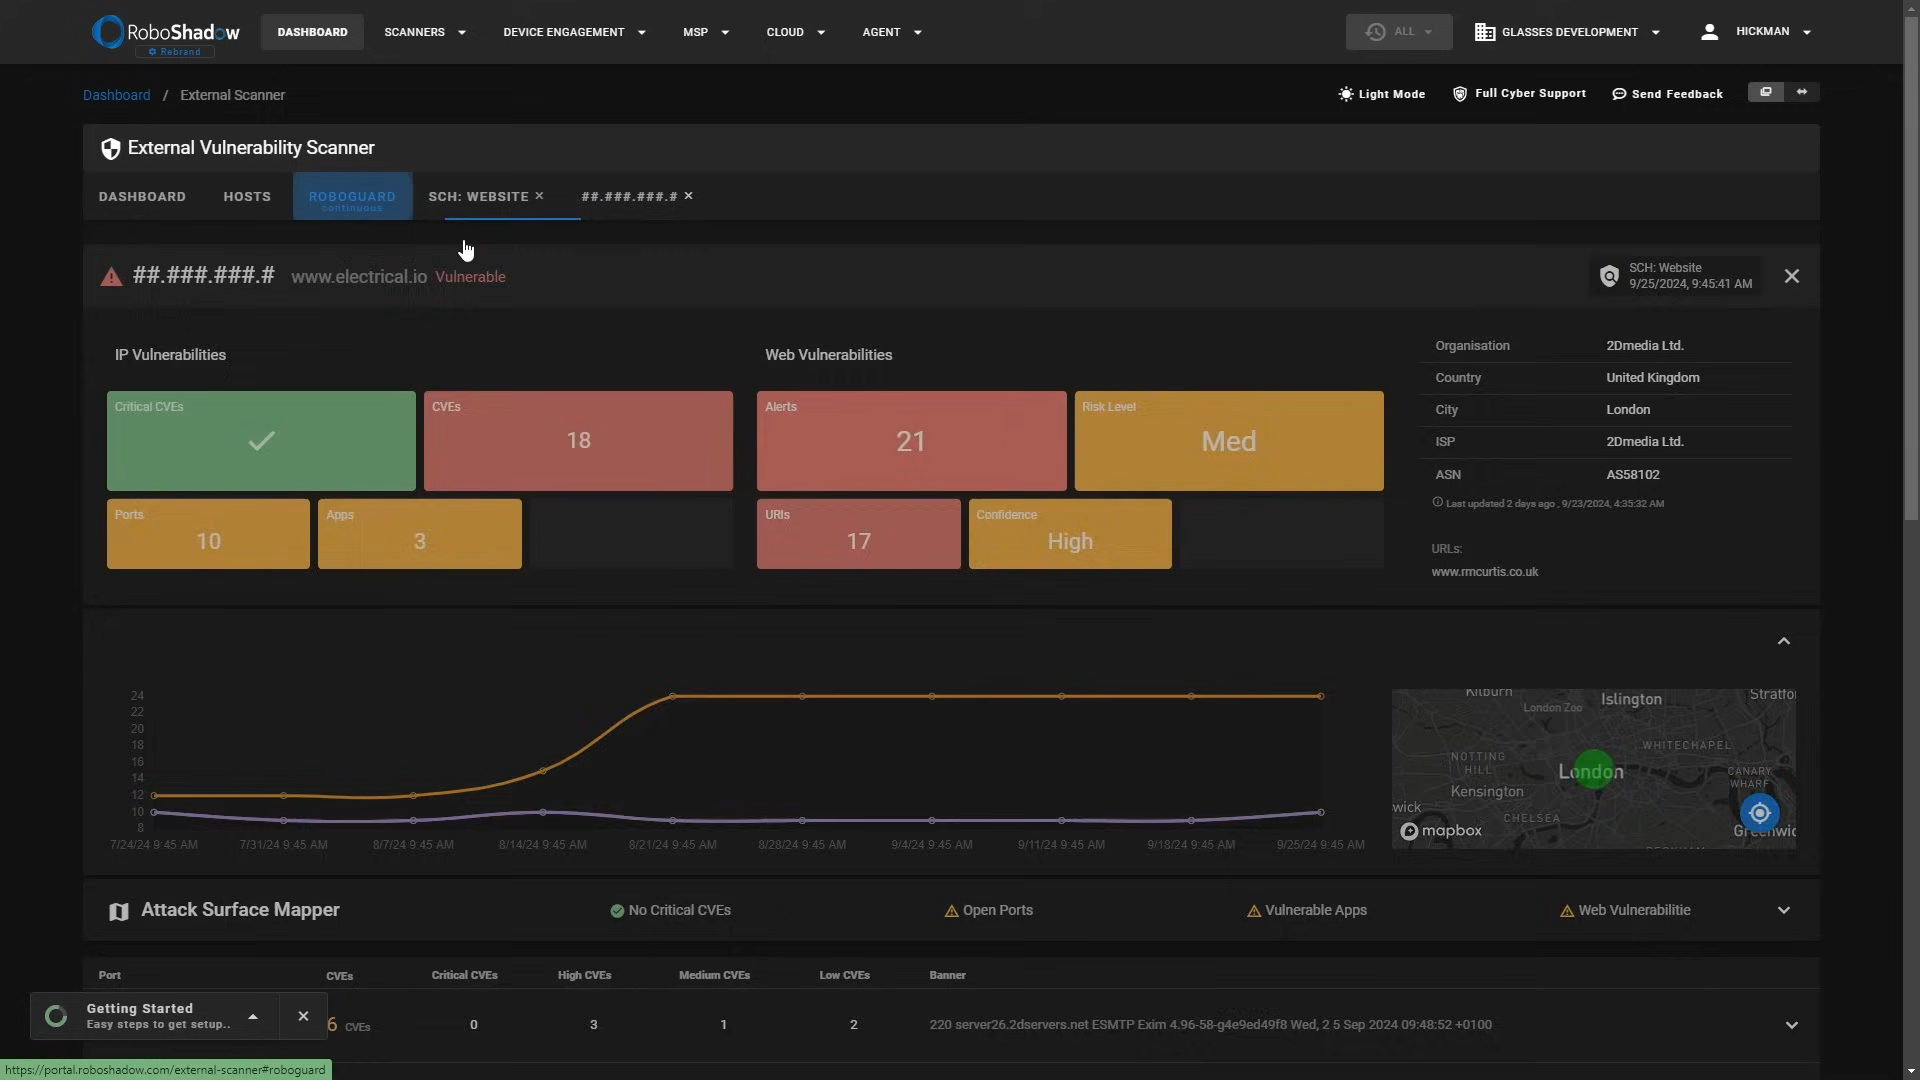 RoboShadow
Rebrand
DASHBOARD
SCANNERS
DEVICE ENGAGEMENT
MSP
CLOUD
AGENT
ALL
GLASSES DEVELOPMENT
HICKMAN
Dashboard / External Scanner
Light Mode
Full Cyber Support
Send Feedback
External Vulnerability Scanner
DASHBOARD
HOSTS
ROBOGUARD
continuous
SCH: WEBSITE ×
##.###.###.# ×
##.###.###.# www.electrical.io Vulnerable
SCH: Website
9/25/2024, 9:45:41 AM
IP Vulnerabilities
Web Vulnerabilities
Critical CVEs
CVEs
18
Alerts
21
Risk Level
Med
Ports
10
Apps
3
URIs
17
Confidence
High
Organisation 2Dmedia Ltd.
Country United Kingdom
City London
ISP 2Dmedia Ltd.
ASN AS58102
Last updated 2 days ago , 9/23/2024, 4:35:32 AM
URLs:
www.rmcurtis.co.uk
24
22
20
18
16
14
12
10
8
7/24/24 9:45 AM
7/31/24 9:45 AM
8/7/24 9:45 AM
8/14/24 9:45 AM
8/21/24 9:45 AM
8/28/24 9:45 AM
9/4/24 9:45 AM
9/11/24 9:45 AM
9/18/24 9:45 AM
9/25/24 9:45 AM
Kilburn
Islington
Stratfor
London Zoo
WHITECHAPEL
NOTTING
HILL
London
CANARY
WHARF
Kensington
wick
CHELSEA
mapbox
Greenwic
Attack Surface Mapper
No Critical CVEs
Open Ports
Vulnerable Apps
Web Vulnerabilitie
Port
CVEs
Critical CVEs
High CVEs
Medium CVEs
Low CVEs
Banner
Getting Started
Easy steps to get setup..
6 CVEs
0
3
1
2
220 server26.2dservers.net ESMTP Exim 4.96-58-g4e9ed49f8 Wed, 2 5 Sep 2024 09:48:52 +0100
https://portal.roboshadow.com/external-scanner#roboguard